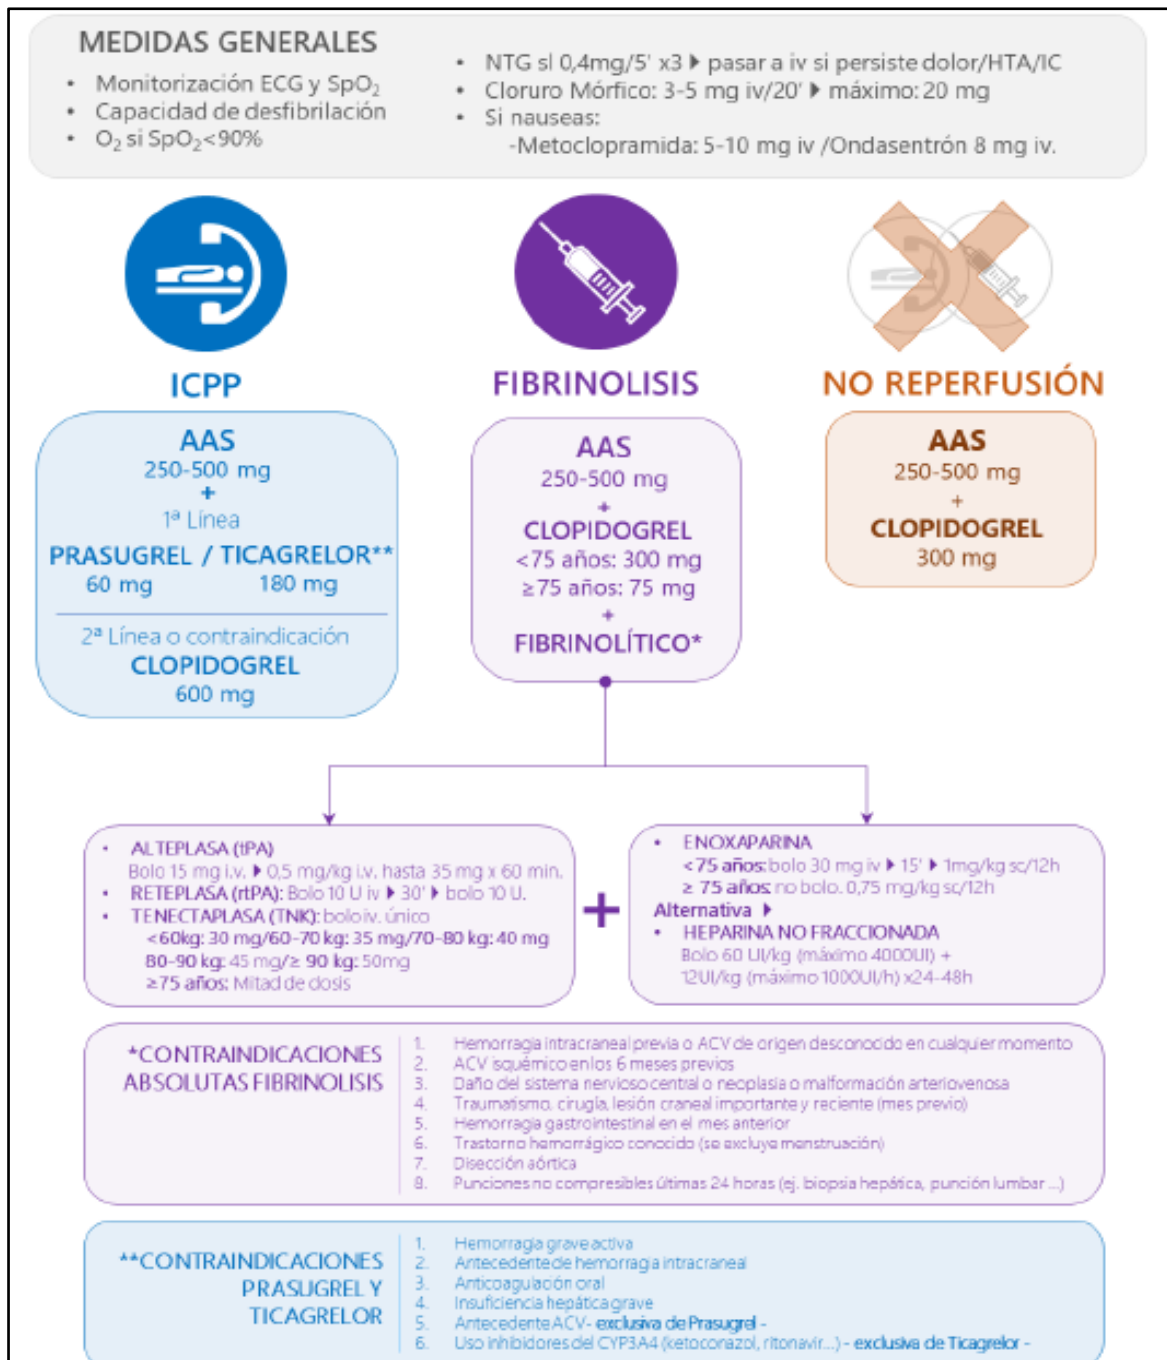 MEDIDAS GENERALES
• Monitorización ECG y SpO₂
• Capacidad de desfibrilación
• O₂ si SpO₂<90%
• NTG sl 0,4mg/5' x3 ▶ pasar a iv si persiste dolor/HTA/IC
• Cloruro Mórfico: 3-5 mg iv/20' ▶ máximo: 20 mg
• Si nauseas:
-Metoclopramida: 5-10 mg iv /Ondasentrón 8 mg iv.
ICPP
AAS
250-500 mg
+
1ª Línea
PRASUGREL / TICAGRELOR**
60 mg 180 mg
2ª Línea o contraindicación
CLOPIDOGREL
600 mg
FIBRINOLISIS
AAS
250-500 mg
+
CLOPIDOGREL
<75 años: 300 mg
≥75 años: 75 mg
+
FIBRINOLÍTICO*
NO REPERFUSIÓN
AAS
250-500 mg
+
CLOPIDOGREL
300 mg
• ALTEPLASA (tPA)
Bolo 15 mg i.v. ▶ 0,5 mg/kg i.v. hasta 35 mg x 60 min.
• RETEPLASA (rtPA): Bolo 10 U iv ▶ 30' ▶ bolo 10 U.
• TENECTAPLASA (TNK): bolo iv. único
<60kg: 30 mg/60-70 kg: 35 mg/70-80 kg: 40 mg
80-90 kg: 45 mg/≥ 90 kg: 50mg
≥75 años: Mitad de dosis
+
• ENOXAPARINA
<75 años: bolo 30 mg iv ▶ 15' ▶ 1mg/kg sc/12h
≥ 75 años: no bolo. 0,75 mg/kg sc/12h
Alternativa ▶
• HEPARINA NO FRACCIONADA
Bolo 60 UI/kg (máximo 4000UI) +
12UI/kg (máximo 1000UI/h) x24-48h
*CONTRAINDICACIONES
ABSOLUTAS FIBRINOLISIS
1. Hemorragia intracraneal previa o ACV de origen desconocido en cualquier momento
2. ACV isquémico en los 6 meses previos
3. Daño del sistema nervioso central o neoplasia o malformación arteriovenosa
4. Traumatismo, cirugía, lesión craneal importante y reciente (mes previo)
5. Hemorragia gastrointestinal en el mes anterior
6. Trastorno hemorrágico conocido (se excluye menstruación)
7. Disección aórtica
8. Punciones no compresibles últimas 24 horas (ej. biopsia hepática, punción lumbar ...)
**CONTRAINDICACIONES
PRASUGREL Y
TICAGRELOR
1. Hemorragia grave activa
2. Antecedente de hemorragia intracraneal
3. Anticoagulación oral
4. Insuficiencia hepática grave
5. Antecedente ACV- exclusiva de Prasugrel -
6. Uso inhibidores del CYP3A4 (ketoconazol, ritonavir...) - exclusiva de Ticagrelor -